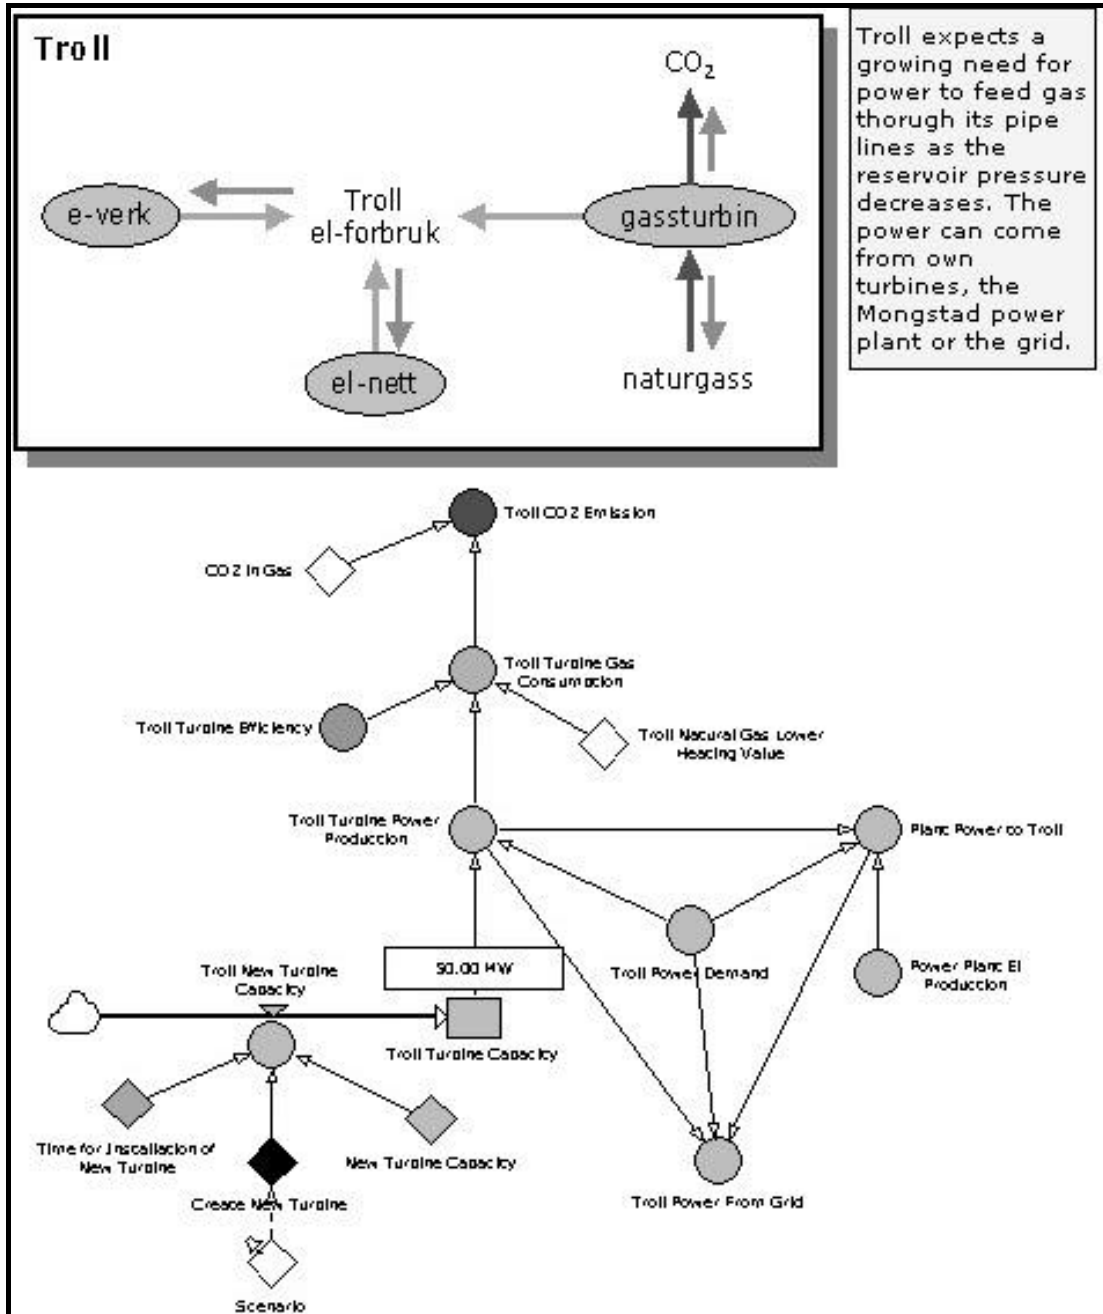 Troll
CO₂
e-verk
Troll
el-forbruk
gassturbin
el-nett
naturgass
Troll expects a
growing need for
power to feed gas
thorugh its pipe
lines as the
reservoir pressure
decreases. The
power can come
from own
turbines, the
Mongstad power
plant or the grid.
Troll CO2 Emission
CO2 in Gas
Troll Turbine Gas
Consumption
Troll Turbine Efficiency
Troll Natural Gas Lower
Heating Value
Troll Turbine Power
Production
Plant Power to Troll
50.00 MW
Troll Power Demand
Power Plant El
Production
Troll New Turbine
Capacity
Troll Turbine Capacity
Time for Installation of
New Turbine
New Turbine Capacity
Create New Turbine
Troll Power From Grid
Scenario